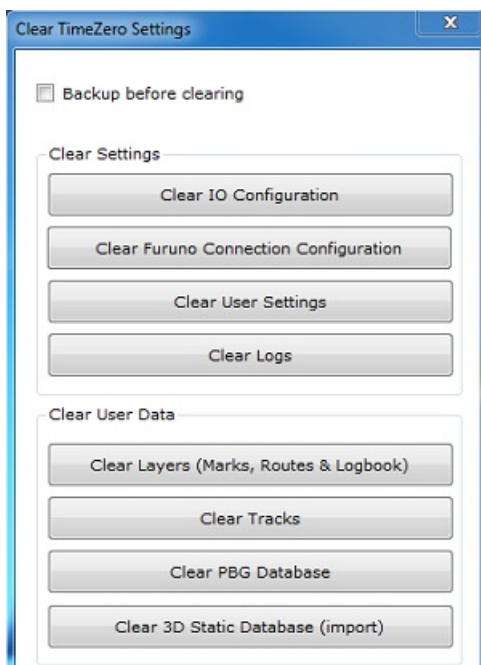 Clear TimeZero Settings
X
Backup before clearing
Clear Settings
Clear IO Configuration
Clear Furuno Connection Configuration
Clear User Settings
Clear Logs
Clear User Data
Clear Layers (Marks, Routes & Logbook)
Clear Tracks
Clear PBG Database
Clear 3D Static Database (import)